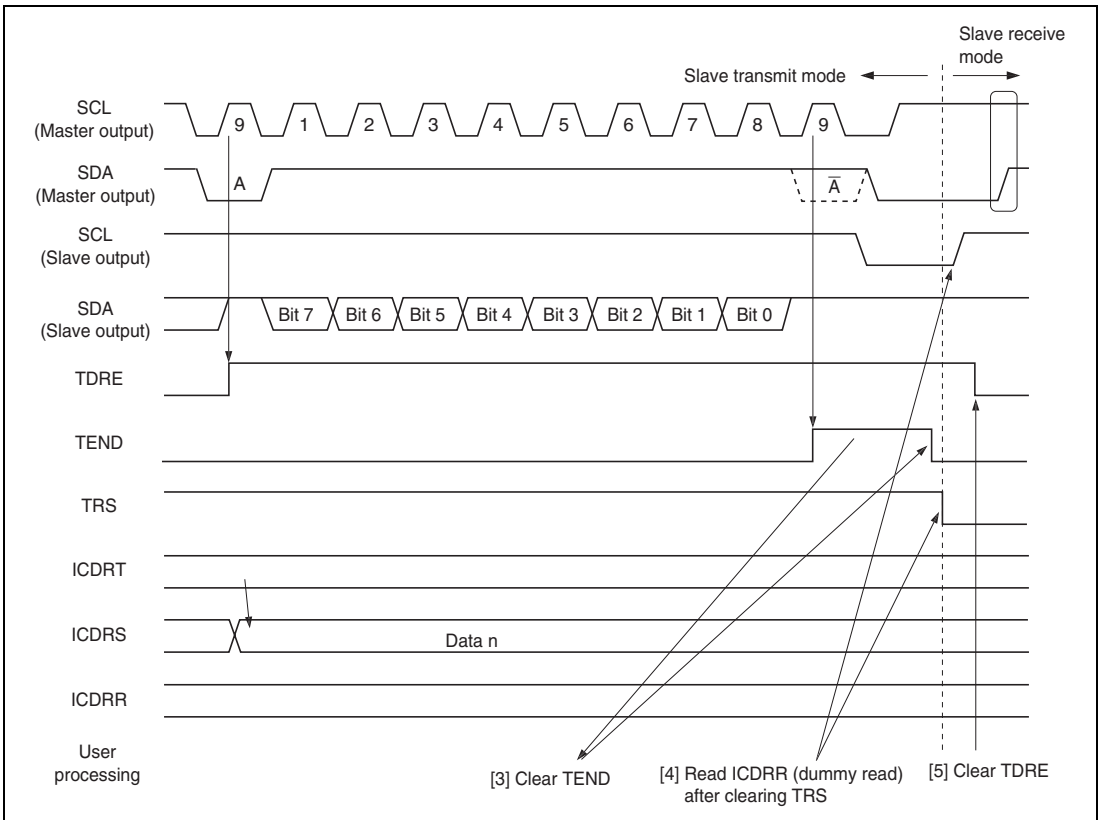 Slave receive
mode
Slave transmit mode
SCL
(Master output)
9 1 2 3 4 5 6 7 8 9
SDA
(Master output)
A A̅
SCL
(Slave output)
SDA
(Slave output)
Bit 7 Bit 6 Bit 5 Bit 4 Bit 3 Bit 2 Bit 1 Bit 0
TDRE
TEND
TRS
ICDRT
ICDRS
Data n
ICDRR
User
processing
[3] Clear TEND
[4] Read ICDRR (dummy read)
after clearing TRS
[5] Clear TDRE